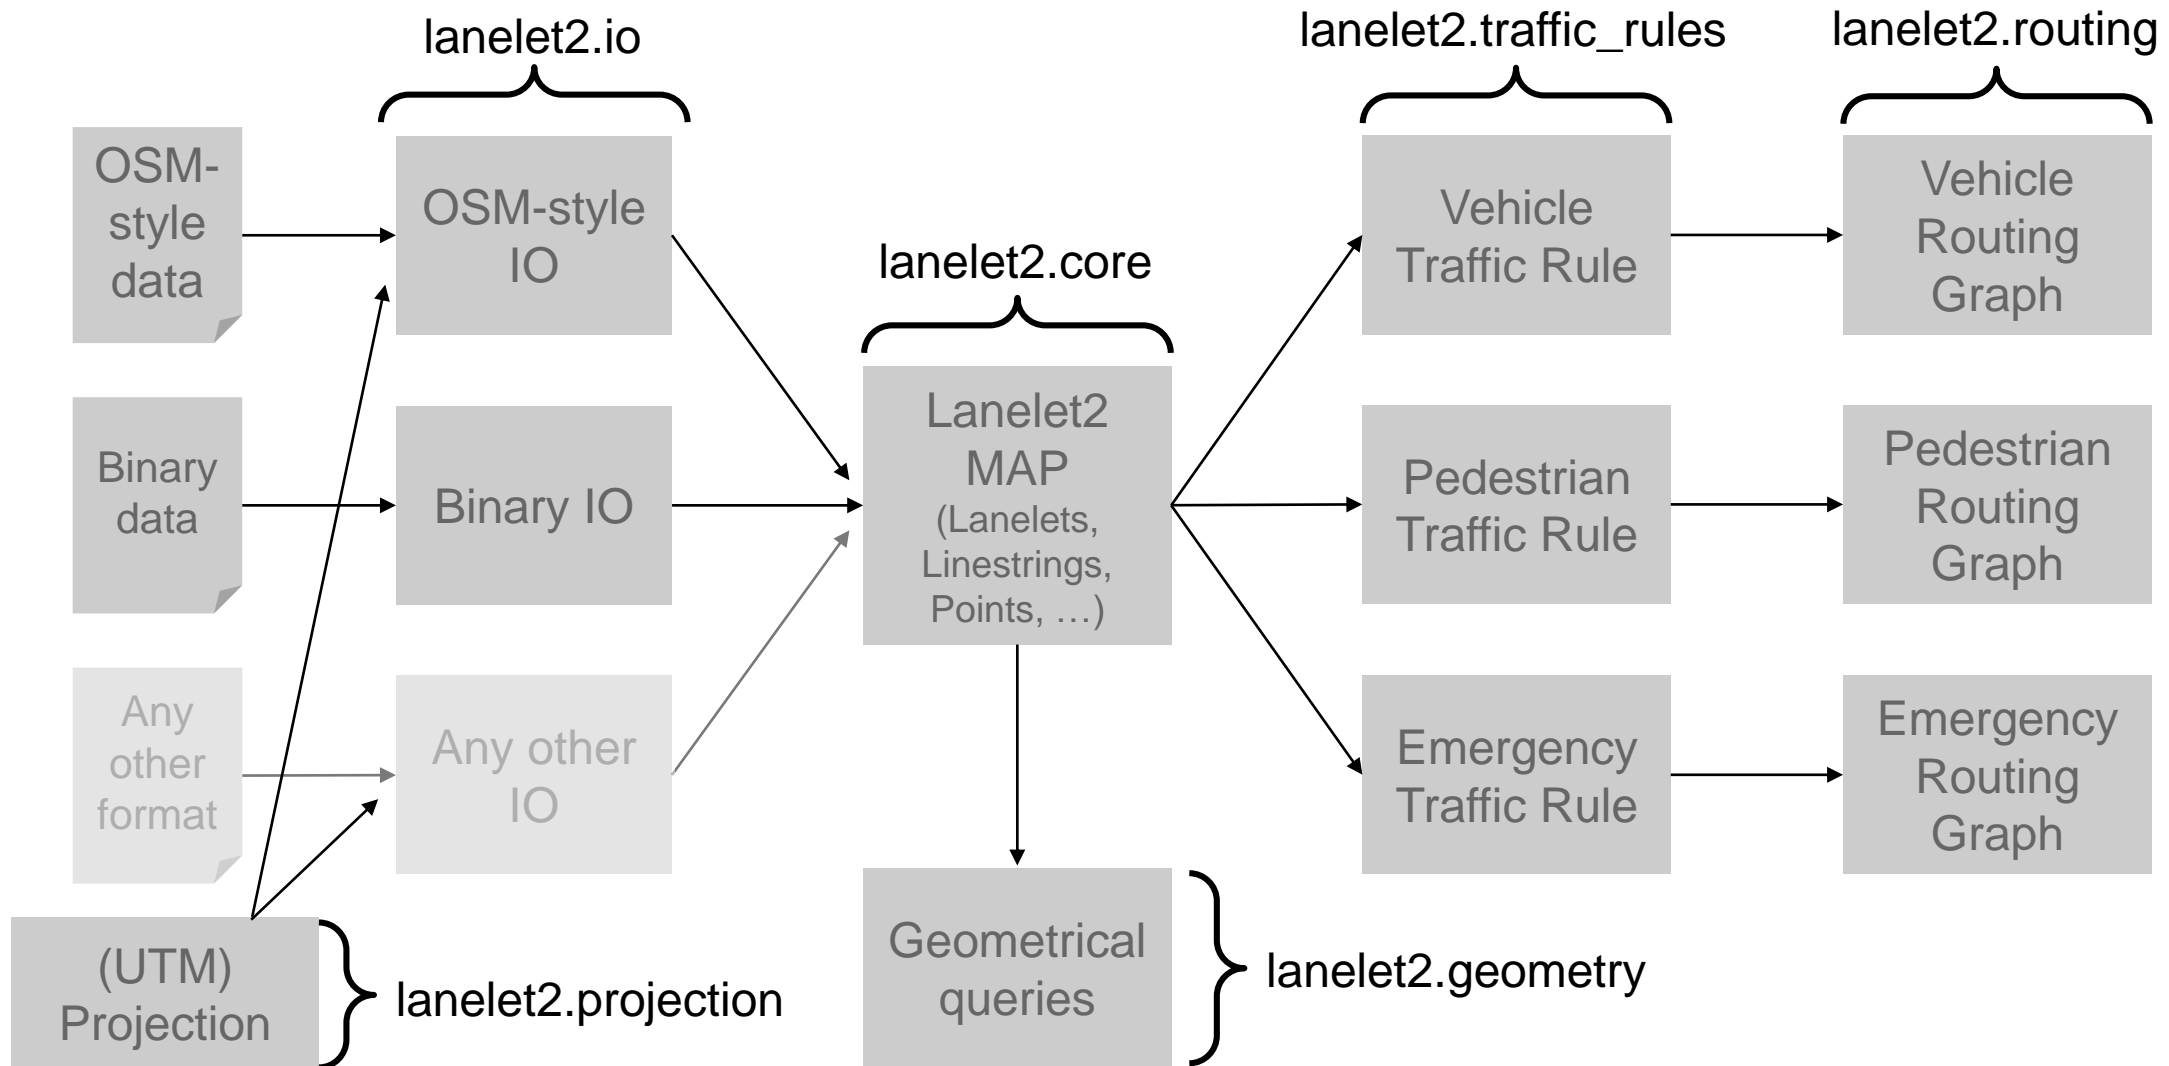 lanelet2.io
lanelet2.traffic_rules
lanelet2.routing
OSM-
style
data
OSM-style
IO
Vehicle
Traffic Rule
Vehicle
Routing
Graph
lanelet2.core
Binary
data
Binary IO
Lanelet2
MAP
(Lanelets,
Linestrings,
Points, …)
Pedestrian
Traffic Rule
Pedestrian
Routing
Graph
Any
other
format
Any other
IO
Emergency
Traffic Rule
Emergency
Routing
Graph
(UTM)
Projection
lanelet2.projection
Geometrical
queries
lanelet2.geometry